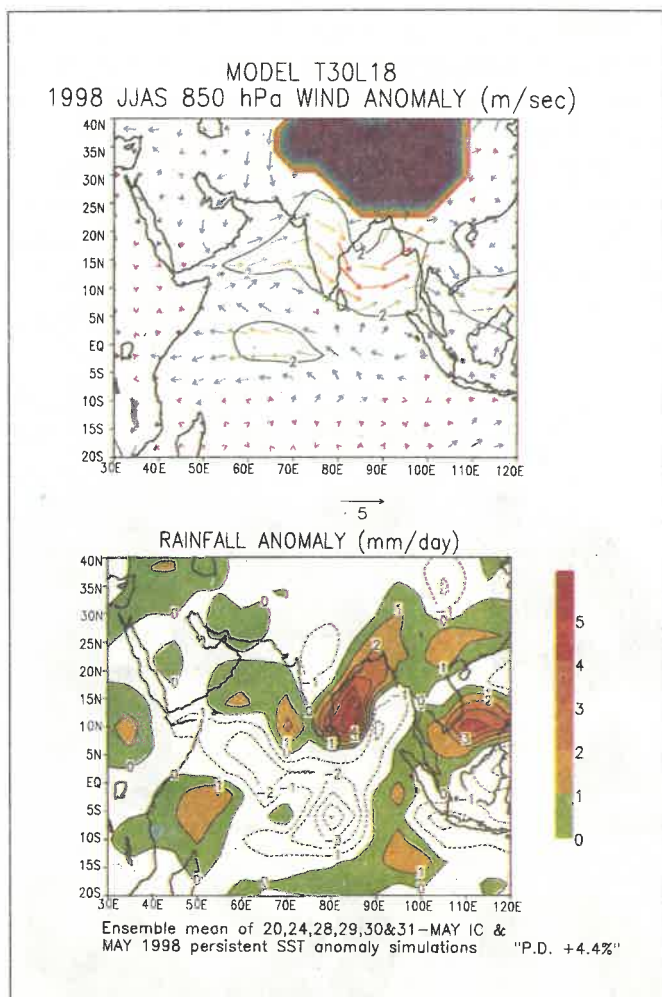 MODEL T30L18
1998 JJAS 850 hPa WIND ANOMALY (m/sec)
40N
35N
30N
25N
20N
15N
10N
5N
EQ
5S
10S
15S
20S
30E 40E 50E 60E 70E 80E 90E 100E 110E 120E
2
2
2
5
RAINFALL ANOMALY (mm/day)
40N
35N
30N
25N
20N
15N
10N
5N
EQ
5S
10S
15S
20S
30E 40E 50E 60E 70E 80E 90E 100E 110E 120E
5
4
3
2
1
0
Ensemble mean of 20,24,28,29,30&31-MAY IC &
MAY 1998 persistent SST anomaly simulations "P.D. +4.4%"